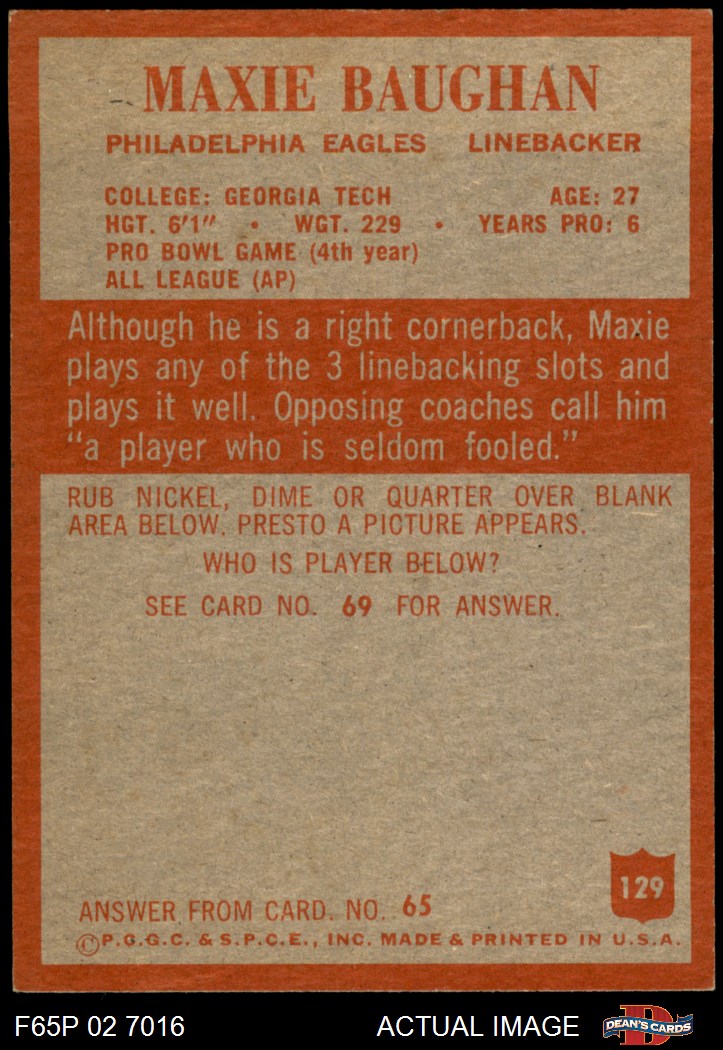 MAXIE BAUGHAN
PHILADELPHIA EAGLES LINEBACKER
COLLEGE: GEORGIA TECH AGE: 27
HGT. 6'1" • WGT. 229 • YEARS PRO: 6
PRO BOWL GAME (4th year)
ALL LEAGUE (AP)
Although he is a right cornerback, Maxie
plays any of the 3 linebacking slots and
plays it well. Opposing coaches call him
"a player who is seldom fooled."
RUB NICKEL, DIME OR QUARTER OVER BLANK
AREA BELOW. PRESTO A PICTURE APPEARS.
WHO IS PLAYER BELOW?
SEE CARD NO. 69 FOR ANSWER.
129
ANSWER FROM CARD. NO. 65
©P.G.G.C. & S.P.C.E., INC. MADE & PRINTED IN U.S.A.
F65P 02 7016 ACTUAL IMAGE
D
DEAN'S CARDS